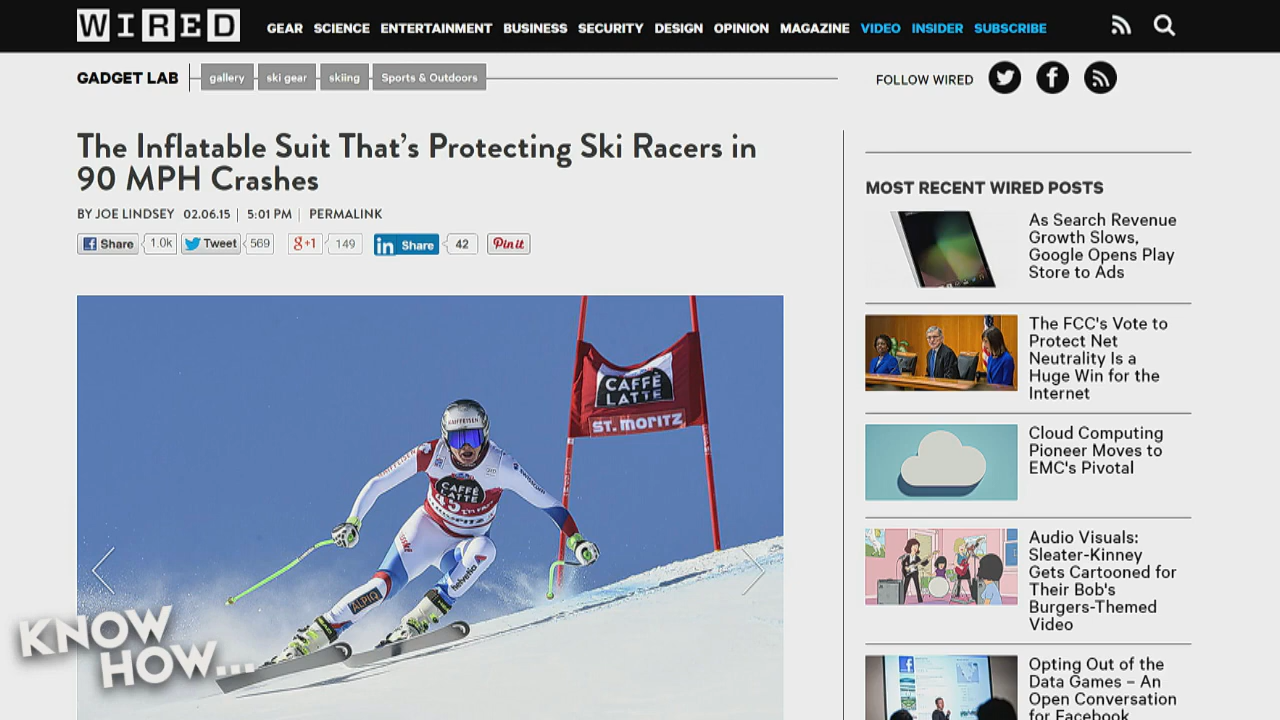 WIRED
GEAR SCIENCE ENTERTAINMENT BUSINESS SECURITY DESIGN OPINION MAGAZINE VIDEO INSIDER SUBSCRIBE
GADGET LAB gallery ski gear skiing Sports & Outdoors
FOLLOW WIRED
The Inflatable Suit That's Protecting Ski Racers in
90 MPH Crashes
BY JOE LINDSEY 02.06.15 | 5:01 PM | PERMALINK
Share 1.0k Tweet 569 g+1 149 in Share 42 Pin it
CAFFÈ
LATTE
ST. MORITZ
RAIFFEISEN
CAFFÈ
LATTE
helvetia
ALPIQ
KNOW
HOW...
MOST RECENT WIRED POSTS
As Search Revenue
Growth Slows,
Google Opens Play
Store to Ads
The FCC's Vote to
Protect Net
Neutrality Is a
Huge Win for the
Internet
Cloud Computing
Pioneer Moves to
EMC's Pivotal
Audio Visuals:
Sleater-Kinney
Gets Cartooned for
Their Bob's
Burgers-Themed
Video
Opting Out of the
Data Games – An
Open Conversation
for Facebook